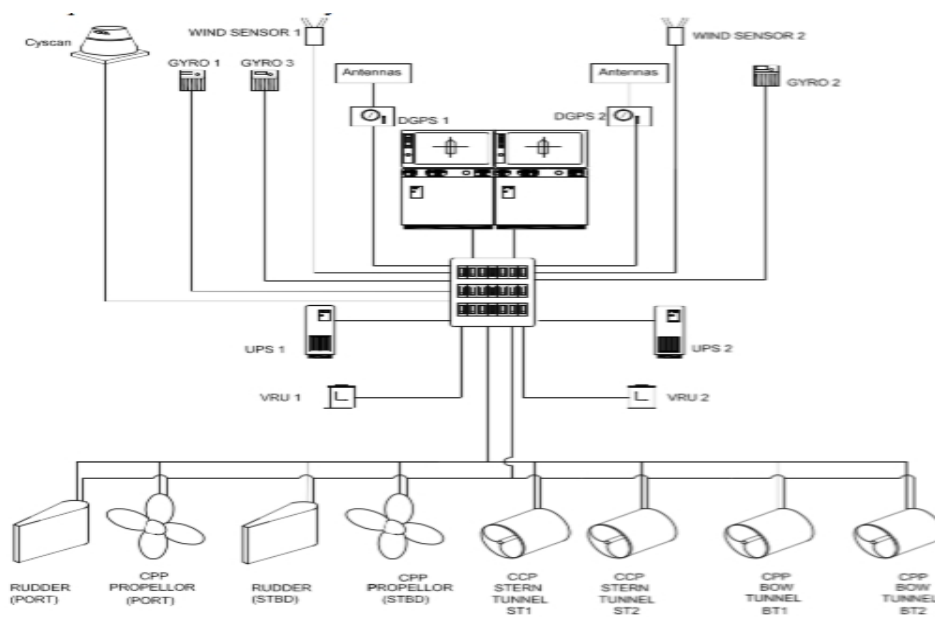 WIND SENSOR 1
WIND SENSOR 2
Cyscan
GYRO 1
GYRO 3
Antennas
Antennas
GYRO 2
DGPS 1
DGPS 2
UPS 1
UPS 2
VRU 1
VRU 2
RUDDER
(PORT)
CPP
PROPELLOR
(PORT)
RUDDER
(STBD)
CPP
PROPELLOR
(STBD)
CCP
STERN
TUNNEL
ST1
CCP
STERN
TUNNEL
ST2
CPP
BOW
TUNNEL
BT1
CPP
BOW
TUNNEL
BT2